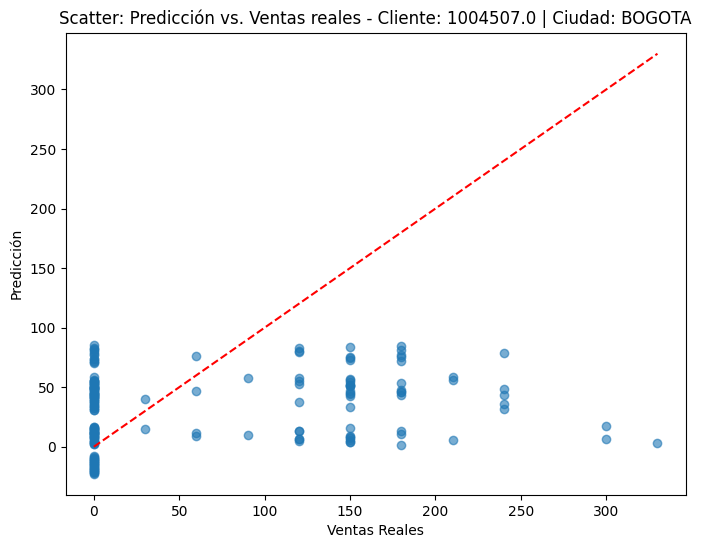 Scatter: Predicción vs. Ventas reales - Cliente: 1004507.0 | Ciudad: BOGOTA
300
250
200
150
100
50
0
Predicción
0 50 100 150 200 250 300
Ventas Reales